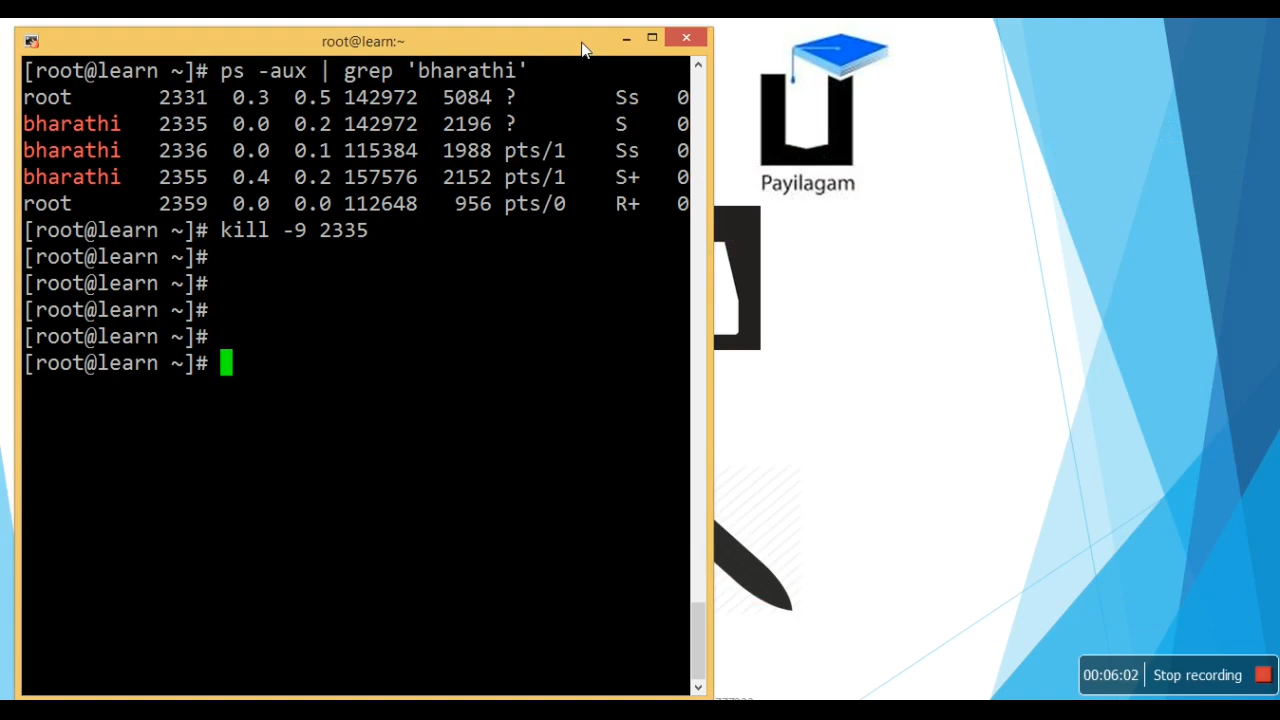 root@learn:~
[root@learn ~]# ps -aux | grep 'bharathi'
root 2331 0.3 0.5 142972 5084 ? Ss 0
bharathi 2335 0.0 0.2 142972 2196 ? S 0
bharathi 2336 0.0 0.1 115384 1988 pts/1 Ss 0
bharathi 2355 0.4 0.2 157576 2152 pts/1 S+ 0
root 2359 0.0 0.0 112648 956 pts/0 R+ 0
[root@learn ~]# kill -9 2335
[root@learn ~]#
[root@learn ~]#
[root@learn ~]#
[root@learn ~]#
[root@learn ~]#
Payilagam
00:06:02 Stop recording